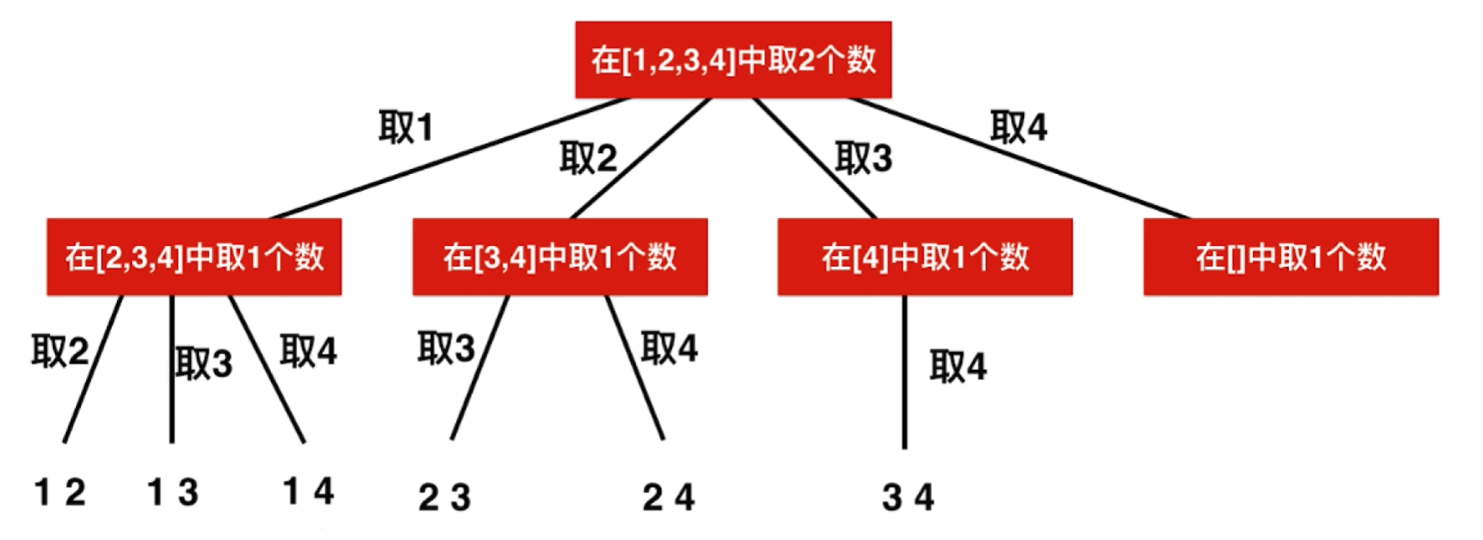 在[1,2,3,4]中取2个数
取1
取2
取3
取4
在[2,3,4]中取1个数
在[3,4]中取1个数
在[4]中取1个数
在[]中取1个数
取2
取3
取4
取3
取4
取4
1 2
1 3
1 4
2 3
2 4
3 4